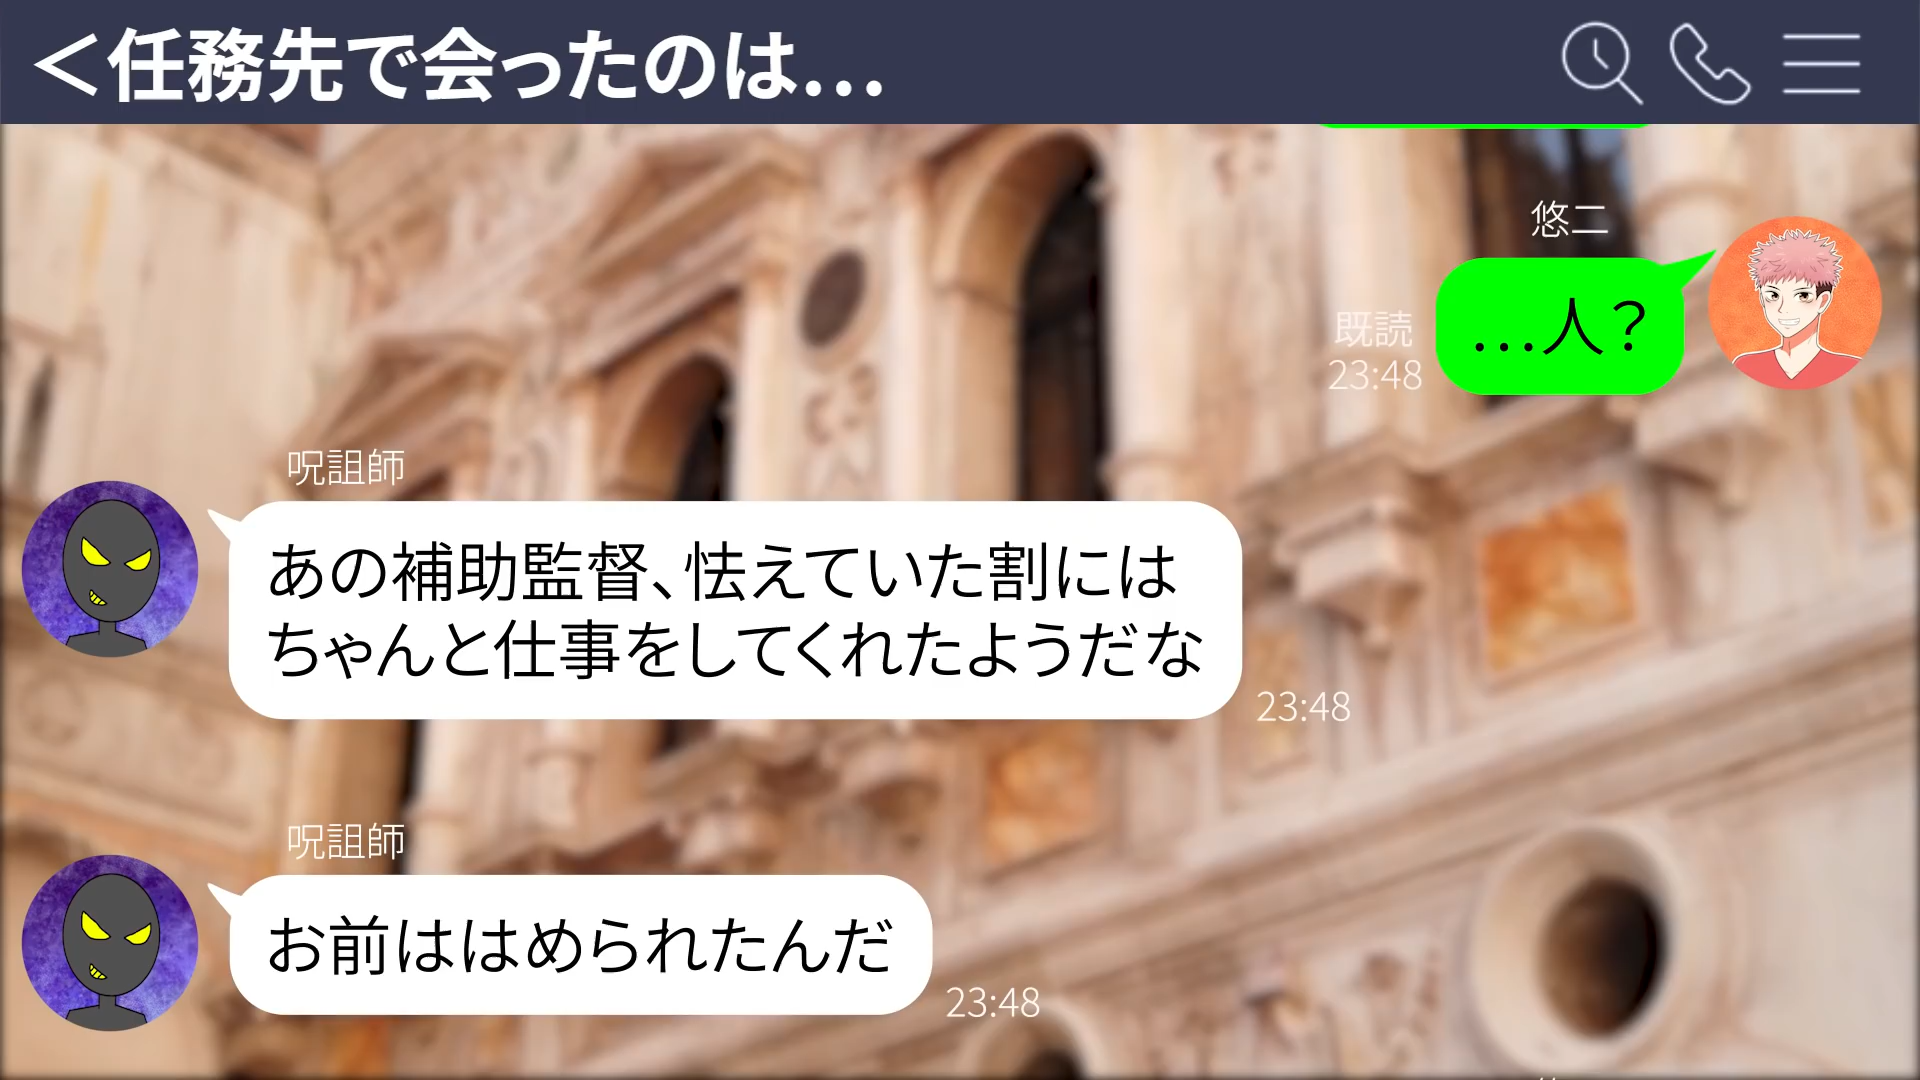 ＜任務先で会ったのは…
悠二
…人？
既読
23:48
呪詛師
あの補助監督、怯えていた割には
ちゃんと仕事をしてくれたようだな
23:48
呪詛師
お前ははめられたんだ
23:48